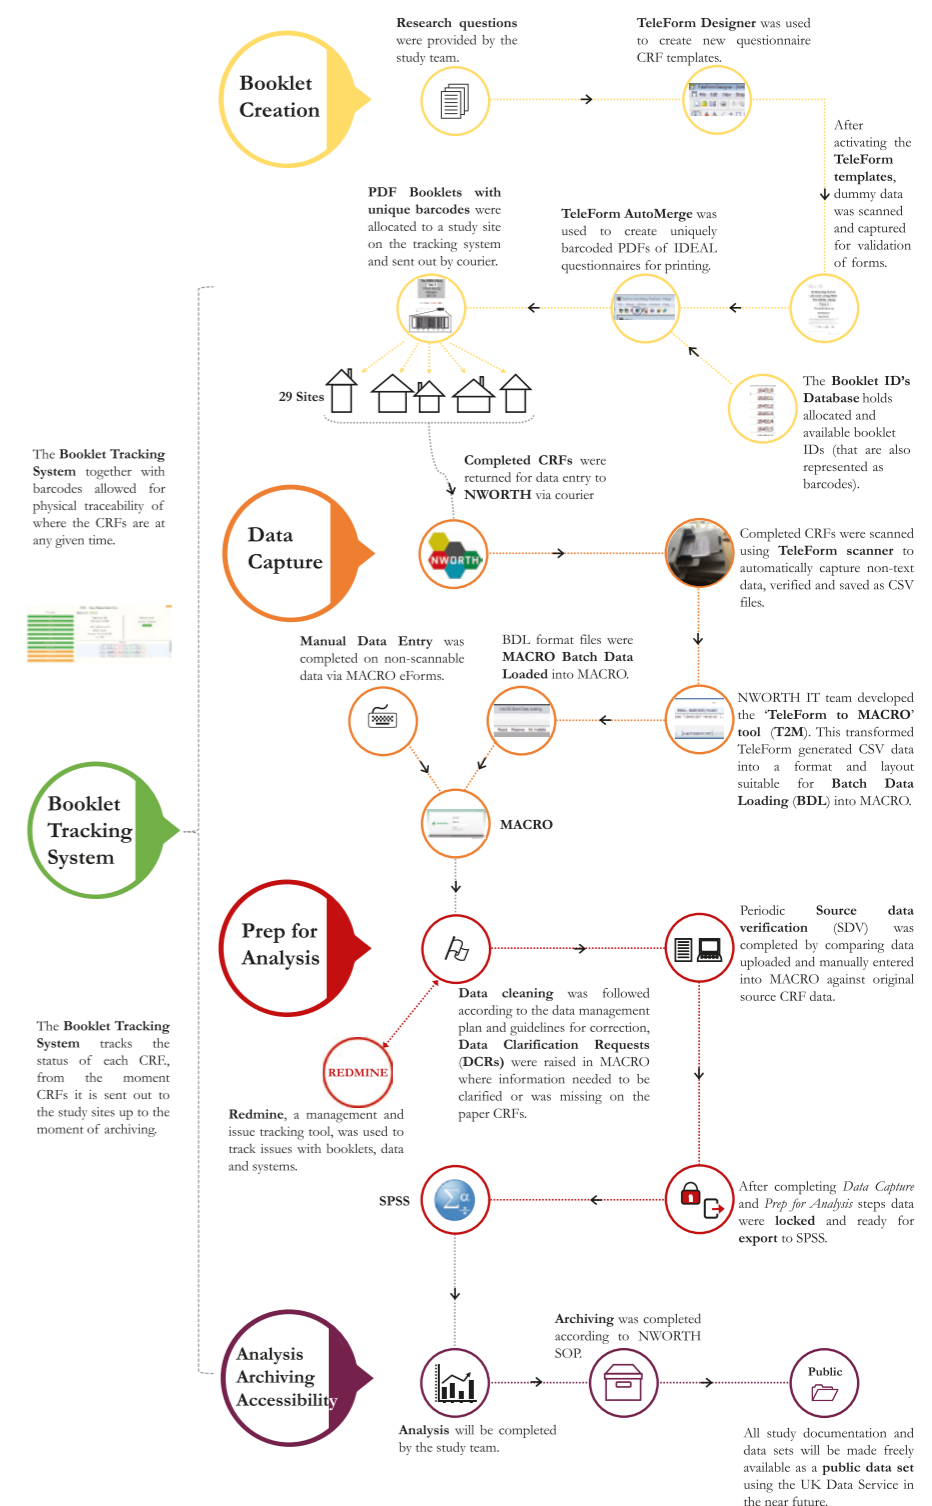 Research questions
were provided by the
study team.
TeleForm Designer was used
to create new questionnaire
CRF templates.
Booklet
Creation
After
activating the
TeleForm
templates,
dummy data
was scanned
and captured
for validation
of forms.
PDF Booklets with
unique barcodes were
allocated to a study site
on the tracking system
and sent out by courier.
TeleForm AutoMerge was
used to create uniquely
barcoded PDFs of IDEAL
questionnaires for printing.
29 Sites
The Booklet ID's
Database holds
allocated and
available booklet
IDs (that are also
represented as
barcodes).
The Booklet Tracking
System together with
barcodes allowed for
physical traceability of
where the CRFs are at
any given time.
Completed CRFs were
returned for data entry to
NWORTH via courier
Data
Capture
NWORTH
Completed CRFs were scanned
using TeleForm scanner to
automatically capture non-text
data, verified and saved as CSV
files.
Manual Data Entry was
completed on non-scannable
data via MACRO eForms.
BDL format files were
MACRO Batch Data
Loaded into MACRO.
NWORTH IT team developed
the ‘TeleForm to MACRO’
tool (T2M). This transformed
TeleForm generated CSV data
into a format and layout
suitable for Batch Data
Loading (BDL) into MACRO.
Booklet
Tracking
System
MACRO
Prep for
Analysis
Periodic Source data
verification (SDV) was
completed by comparing data
uploaded and manually entered
into MACRO against original
source CRF data.
Data cleaning was followed
according to the data management
plan and guidelines for correction,
Data Clarification Requests
(DCRs) were raised in MACRO
where information needed to be
clarified or was missing on the
paper CRFs.
The Booklet Tracking
System tracks the
status of each CRF.,
from the moment
CRFs it is sent out to
the study sites up to the
moment of archiving.
REDMINE
Redmine, a management and
issue tracking tool, was used to
track issues with booklets, data
and systems.
SPSS
Σα
÷
After completing Data Capture
and Prep for Analysis steps data
were locked and ready for
export to SPSS.
Analysis
Archiving
Accessibility
Archiving was completed
according to NWORTH
SOP.
Public
Analysis will be completed
by the study team.
All study documentation and
data sets will be made freely
available as a public data set
using the UK Data Service in
the near future.